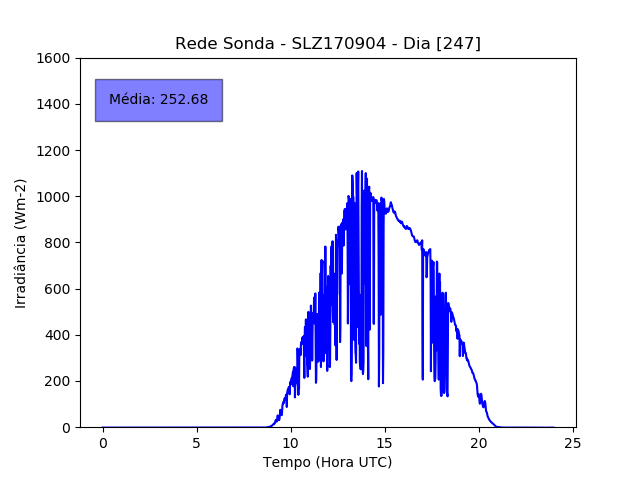 Rede Sonda - SLZ170904 - Dia [247]
1600
1400
1200
1000
800
600
400
200
0
Média: 252.68
Irradiância (Wm-2)
0 5 10 15 20 25
Tempo (Hora UTC)